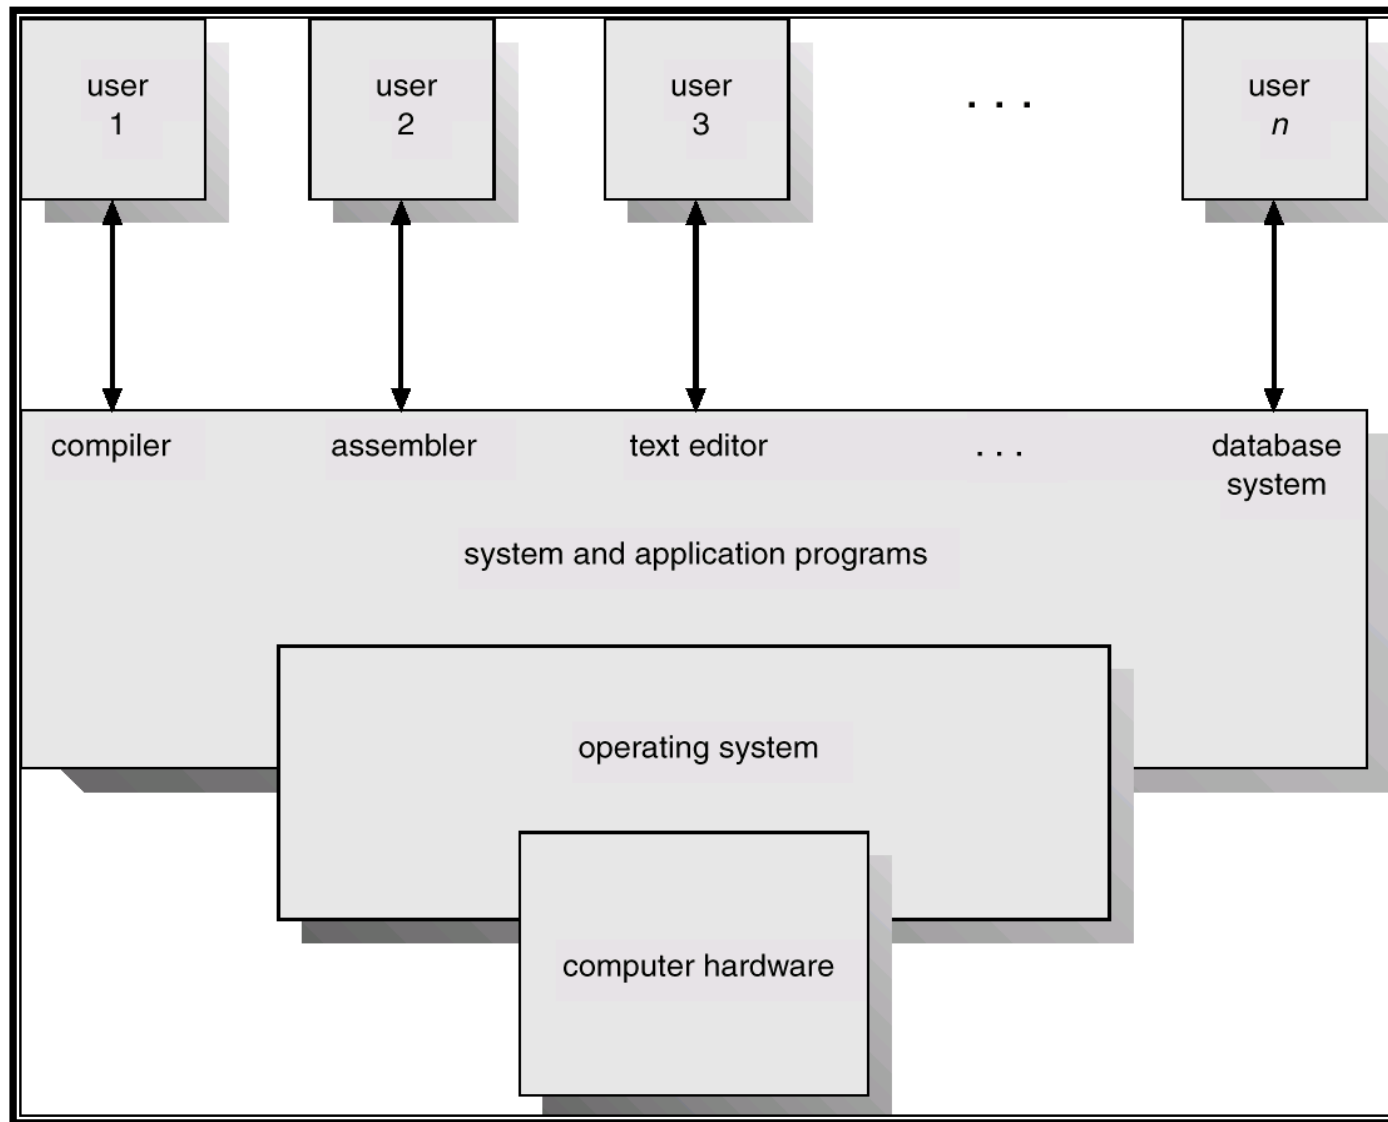 user
1
user
2
user
3
. . .
user
n
compiler
assembler
text editor
. . .
database
system
system and application programs
operating system
computer hardware